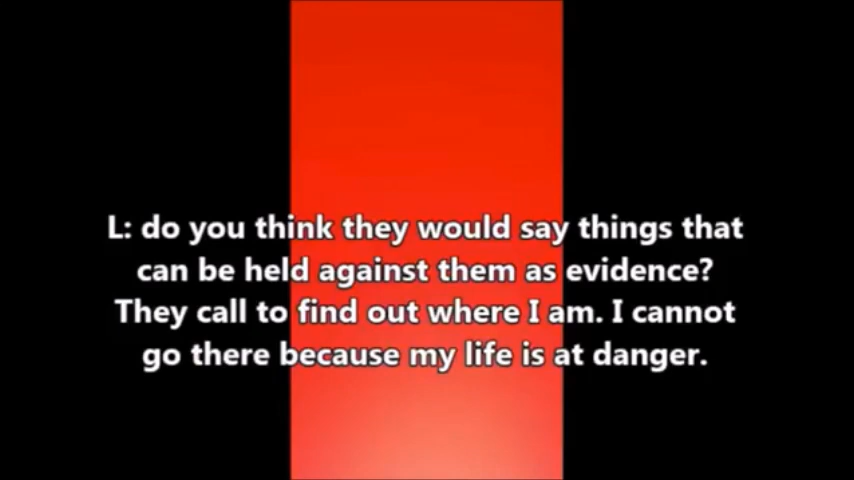 L: do you think they would say things that
can be held against them as evidence?
They call to find out where I am. I cannot
go there because my life is at danger.